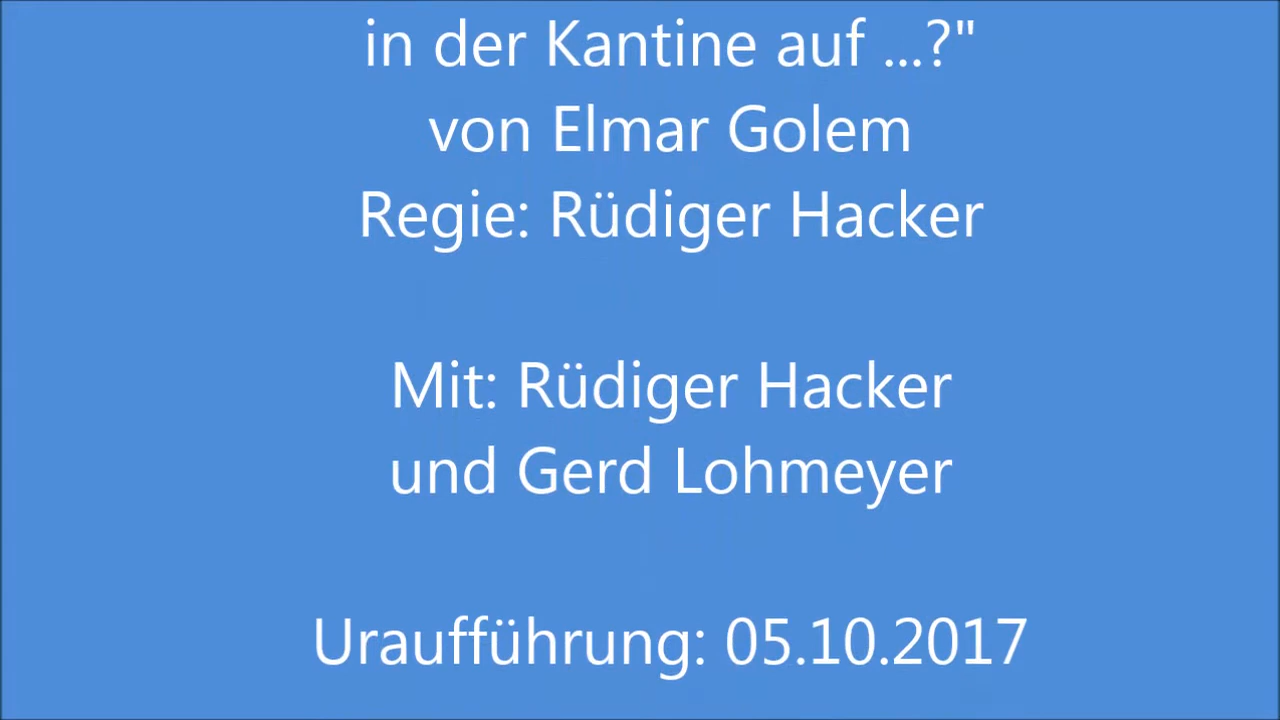 in der Kantine auf ...?"
von Elmar Golem
Regie: Rüdiger Hacker
Mit: Rüdiger Hacker
und Gerd Lohmeyer
Uraufführung: 05.10.2017